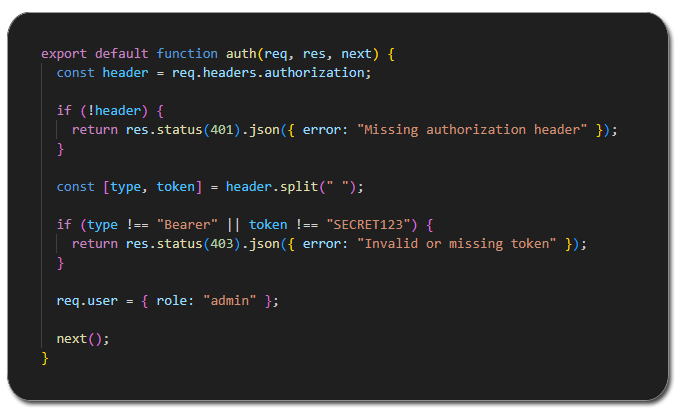 export default function auth(req, res, next) {
  const header = req.headers.authorization;

  if (!header) {
    return res.status(401).json({ error: "Missing authorization header" });
  }

  const [type, token] = header.split(" ");

  if (type !== "Bearer" || token !== "SECRET123") {
    return res.status(403).json({ error: "Invalid or missing token" });
  }

  req.user = { role: "admin" };

  next();
}